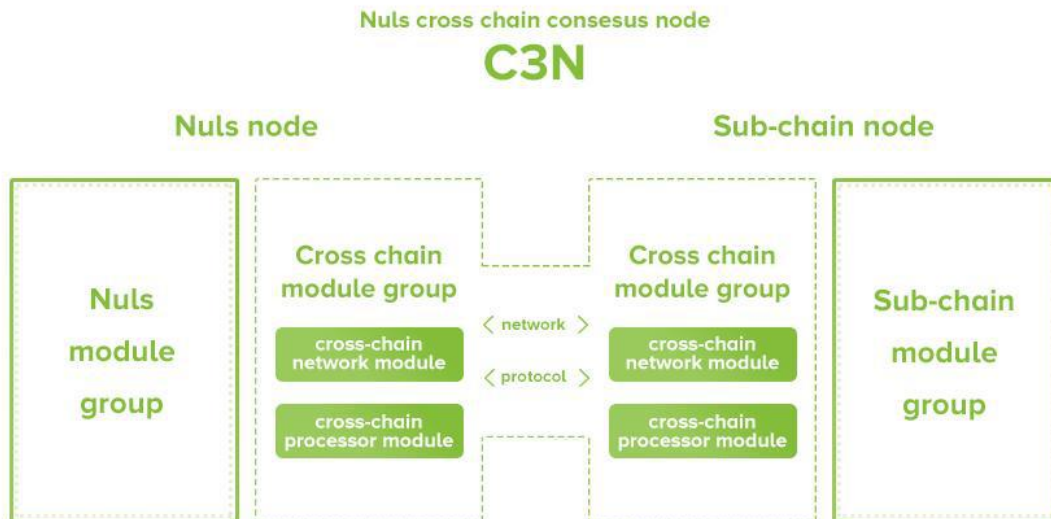 Nuls cross chain consesus node
C3N
Nuls node
Sub-chain node
Nuls
module
group
Cross chain
module group
cross-chain
network module
cross-chain
processor module
< network >
< protocol >
Cross chain
module group
cross-chain
network module
cross-chain
processor module
Sub-chain
module
group